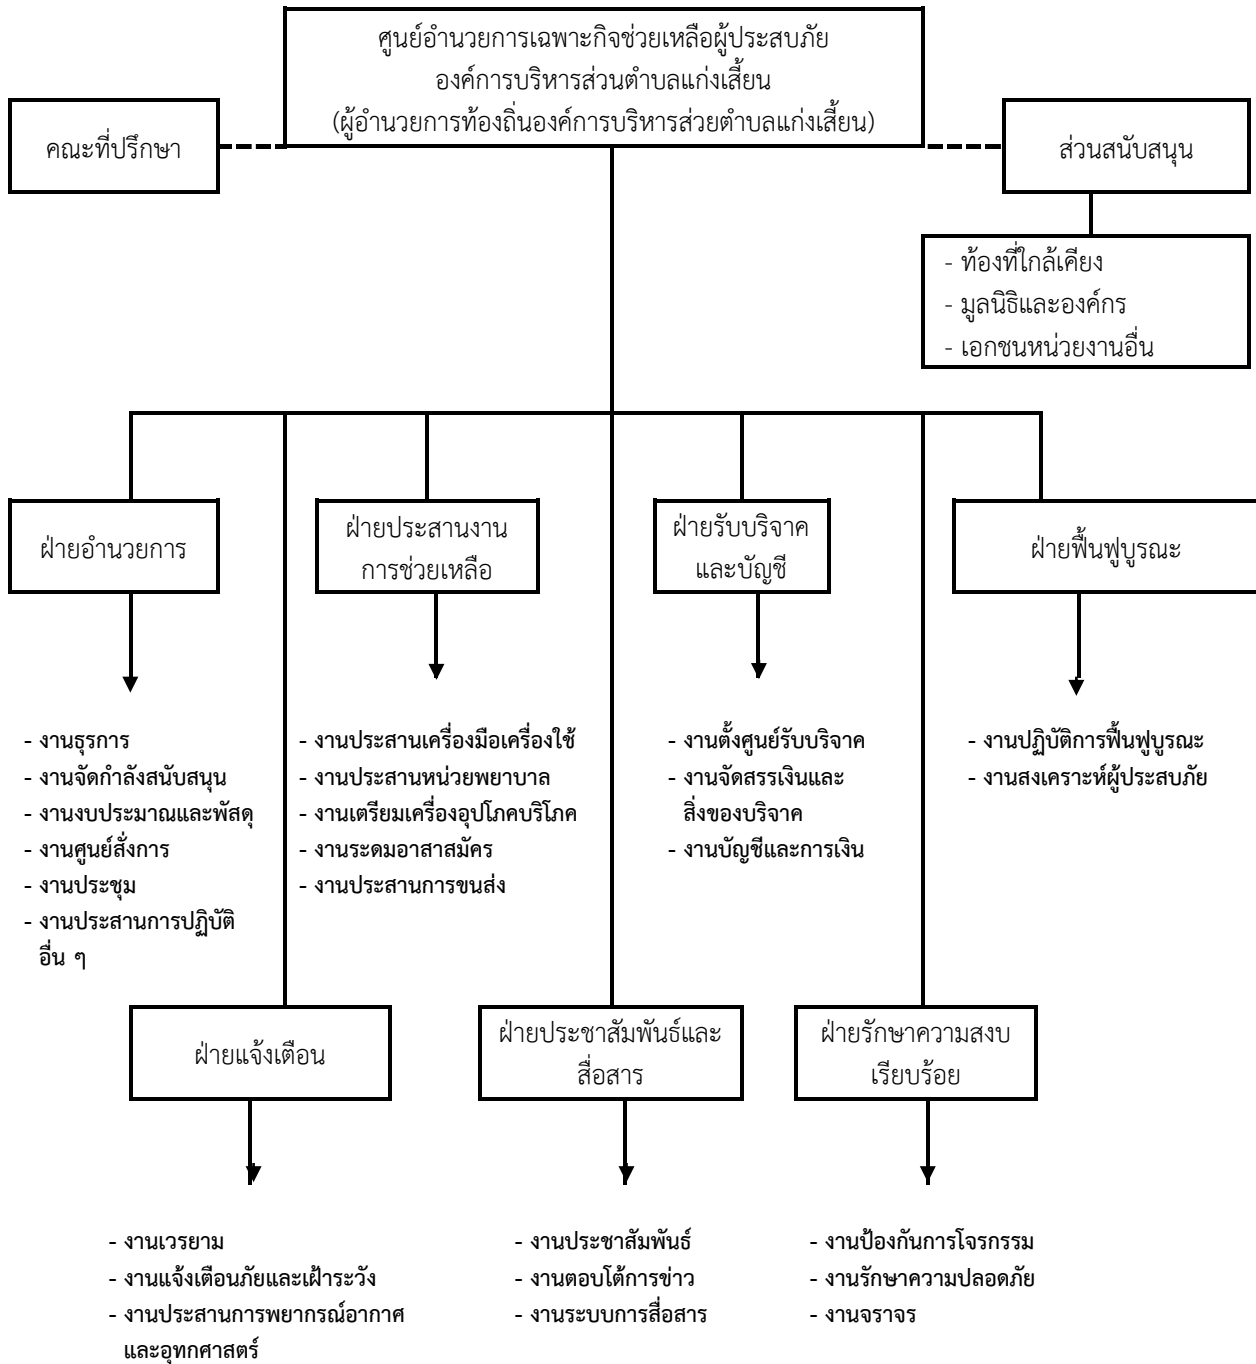 ศูนย์อำนวยการเฉพาะกิจช่วยเหลือผู้ประสบภัย
องค์การบริหารส่วนตำบลแก่งเสี้ยน
(ผู้อำนวยการท้องถิ่นองค์การบริหารส่วยตำบลแก่งเสี้ยน)
คณะที่ปรึกษา
ส่วนสนับสนุน
- ท้องที่ใกล้เคียง
- มูลนิธิและองค์กร
- เอกชนหน่วยงานอื่น
ฝ่ายอำนวยการ
ฝ่ายประสานงาน
การช่วยเหลือ
ฝ่ายรับบริจาค
และบัญชี
ฝ่ายฟื้นฟูบูรณะ
- งานธุรการ
- งานจัดกำลังสนับสนุน
- งานงบประมาณและพัสดุ
- งานศูนย์สั่งการ
- งานประชุม
- งานประสานการปฏิบัติ
อื่น ๆ
- งานประสานเครื่องมือเครื่องใช้
- งานประสานหน่วยพยาบาล
- งานเตรียมเครื่องอุปโภคบริโภค
- งานระดมอาสาสมัคร
- งานประสานการขนส่ง
- งานตั้งศูนย์รับบริจาค
- งานจัดสรรเงินและ
สิ่งของบริจาค
- งานบัญชีและการเงิน
- งานปฏิบัติการฟื้นฟูบูรณะ
- งานสงเคราะห์ผู้ประสบภัย
ฝ่ายแจ้งเตือน
ฝ่ายประชาสัมพันธ์และ
สื่อสาร
ฝ่ายรักษาความสงบ
เรียบร้อย
- งานเวรยาม
- งานแจ้งเตือนภัยและเฝ้าระวัง
- งานประสานการพยากรณ์อากาศ
และอุทกศาสตร์
- งานประชาสัมพันธ์
- งานตอบโต้การข่าว
- งานระบบการสื่อสาร
- งานป้องกันการโจรกรรม
- งานรักษาความปลอดภัย
- งานจราจร